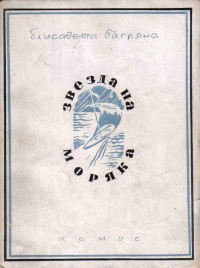 Елисавета Багряна
ЗВЕЗДА НА
МОРЯКА
ХЕМУС